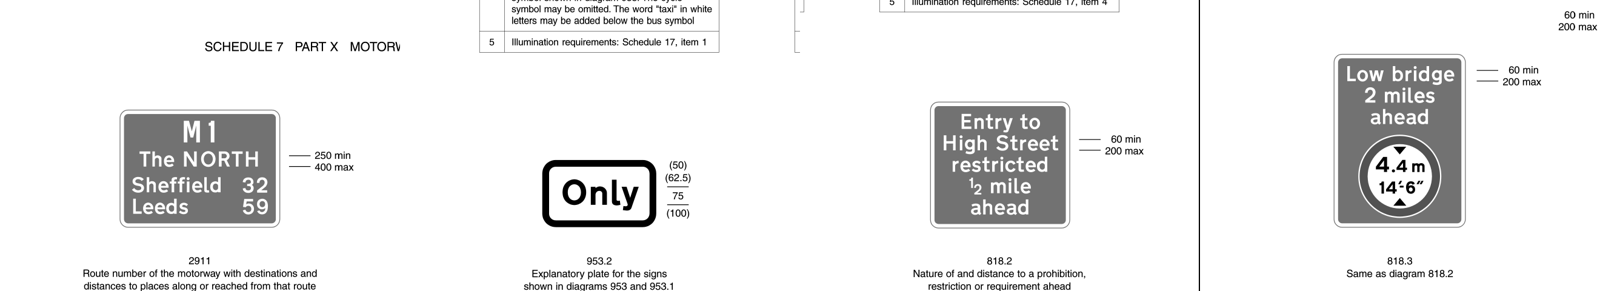 SCHEDULE 7 PART X
M 1
The NORTH
Sheffield 32
Leeds 59
250 min
400 max
2911
Route number of the motorway with destinations and
distances to places along or reached from that route
symbol may be omitted. The word "taxi" in white
letters may be added below the bus symbol
5 Illumination requirements: Schedule 17, item 1
Only
(50)
(62.5)
75
(100)
953.2
Explanatory plate for the signs
shown in diagrams 953 and 953.1
5 Illumination requirements: Schedule 17, item 4
Entry to
High Street
restricted
½ mile
ahead
60 min
200 max
818.2
Nature of and distance to a prohibition,
restriction or requirement ahead
60 min
200 max
Low bridge
2 miles
ahead
4.4 m
14'-6"
60 min
200 max
818.3
Same as diagram 818.2